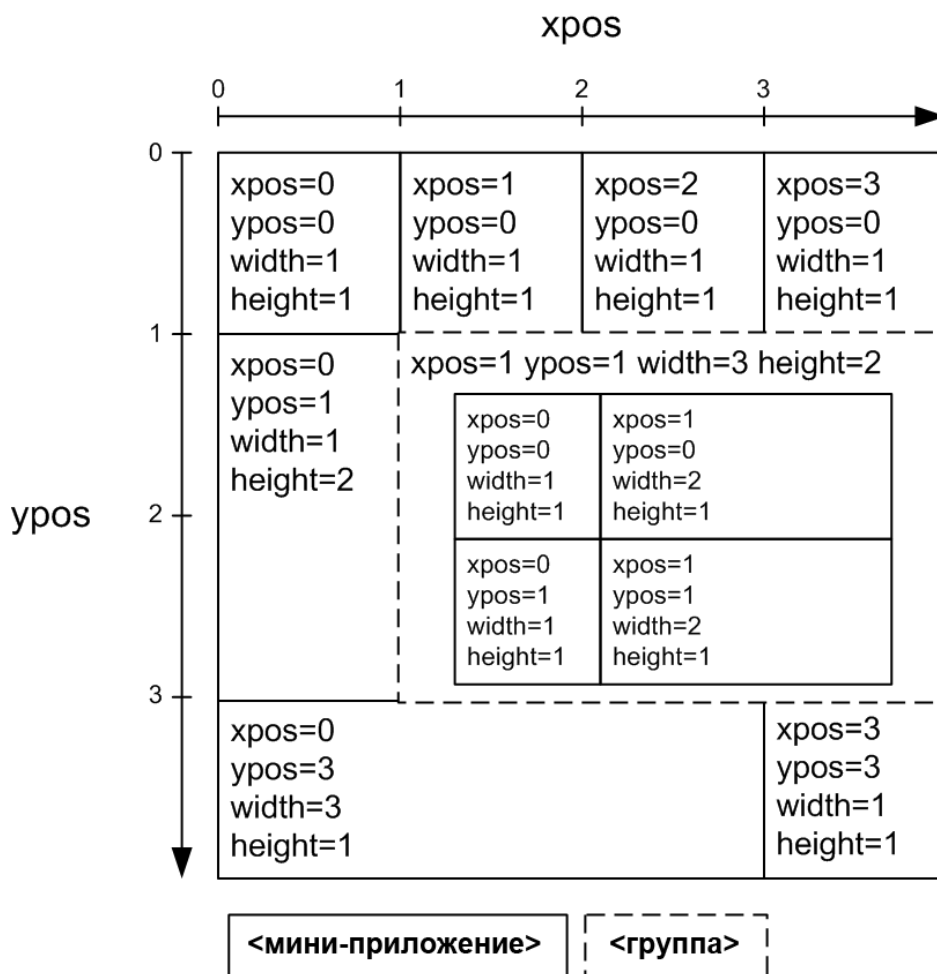 xpos
0 1 2 3
0
xpos=0
ypos=0
width=1
height=1
xpos=1
ypos=0
width=1
height=1
xpos=2
ypos=0
width=1
height=1
xpos=3
ypos=0
width=1
height=1
1
xpos=0
ypos=1
width=1
height=2
xpos=1 ypos=1 width=3 height=2
xpos=0
ypos=0
width=1
height=1
xpos=1
ypos=0
width=2
height=1
ypos
2
xpos=0
ypos=1
width=1
height=1
xpos=1
ypos=1
width=2
height=1
3
xpos=0
ypos=3
width=3
height=1
xpos=3
ypos=3
width=1
height=1
<мини-приложение>
<группа>